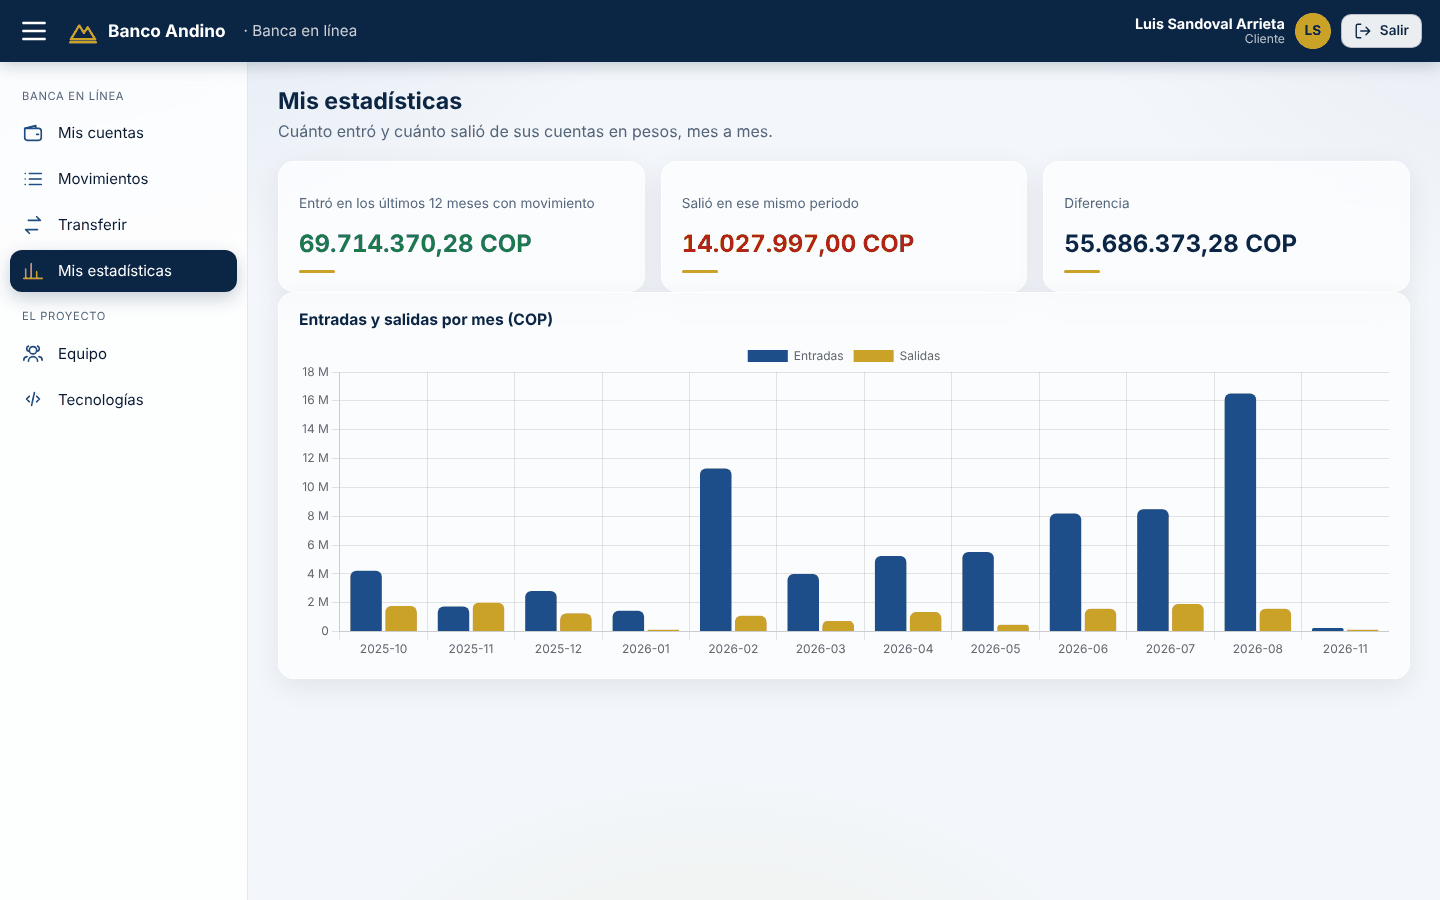 Banco Andino · Banca en línea
Luis Sandoval Arrieta
Cliente
LS
Salir
BANCA EN LÍNEA
Mis cuentas
Movimientos
Transferir
Mis estadísticas
EL PROYECTO
Equipo
Tecnologías
Mis estadísticas
Cuánto entró y cuánto salió de sus cuentas en pesos, mes a mes.
Entró en los últimos 12 meses con movimiento
69.714.370,28 COP
Salió en ese mismo periodo
14.027.997,00 COP
Diferencia
55.686.373,28 COP
Entradas y salidas por mes (COP)
Entradas Salidas
18 M
16 M
14 M
12 M
10 M
8 M
6 M
4 M
2 M
0
2025-10 2025-11 2025-12 2026-01 2026-02 2026-03 2026-04 2026-05 2026-06 2026-07 2026-08 2026-11